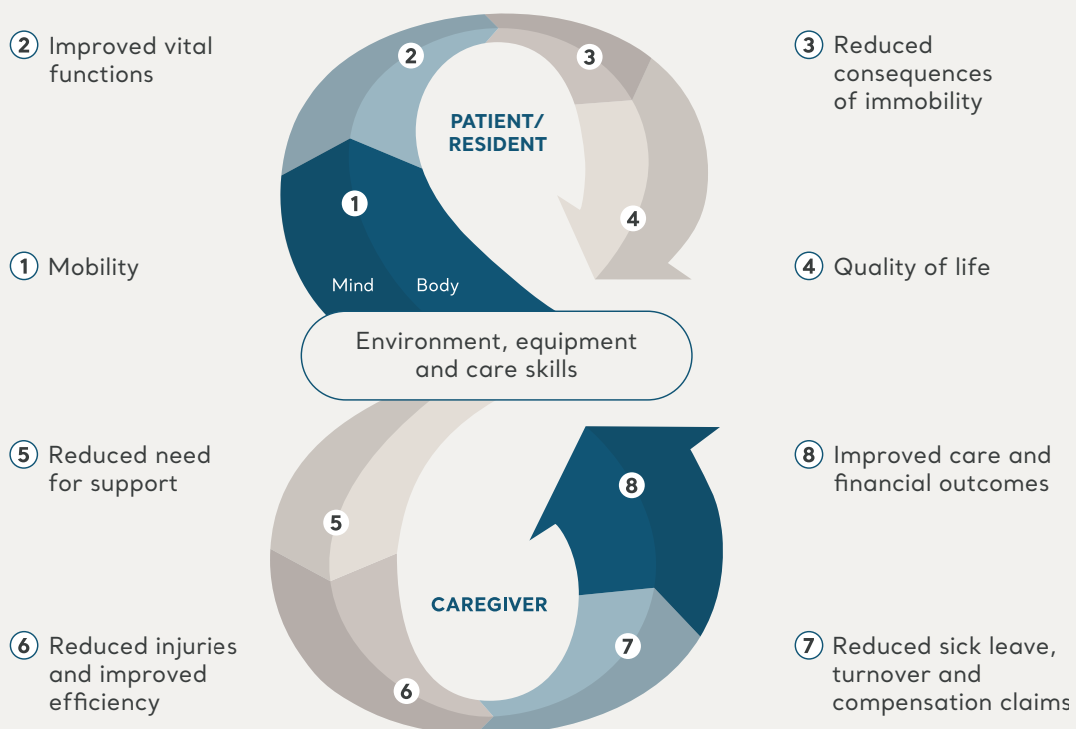 2 Improved vital
functions
2
3
3 Reduced
consequences
of immobility
PATIENT/
RESIDENT
1
4
1 Mobility
Mind Body
4 Quality of life
Environment, equipment
and care skills
5 Reduced need
for support
5
8
8 Improved care and
financial outcomes
CAREGIVER
6 Reduced injuries
and improved
efficiency
6
7
7 Reduced sick leave,
turnover and
compensation claims